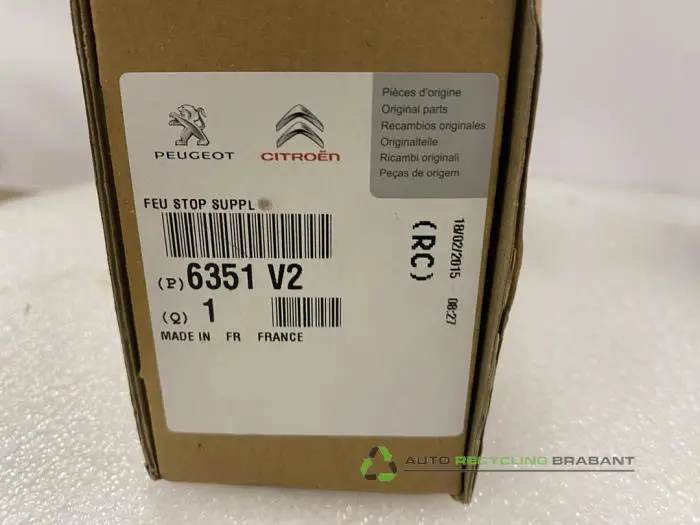 PEUGEOT
CITROËN
Pièces d'origine
Original parts
Recambios originales
Originalteile
Ricambi originali
Peças de origem
FEU STOP SUPPL
(P) 6351 V2
(Q) 1
MADE IN FR FRANCE
(RC)
18/02/2015 08:27
AUTO RECYCLING BRABANT